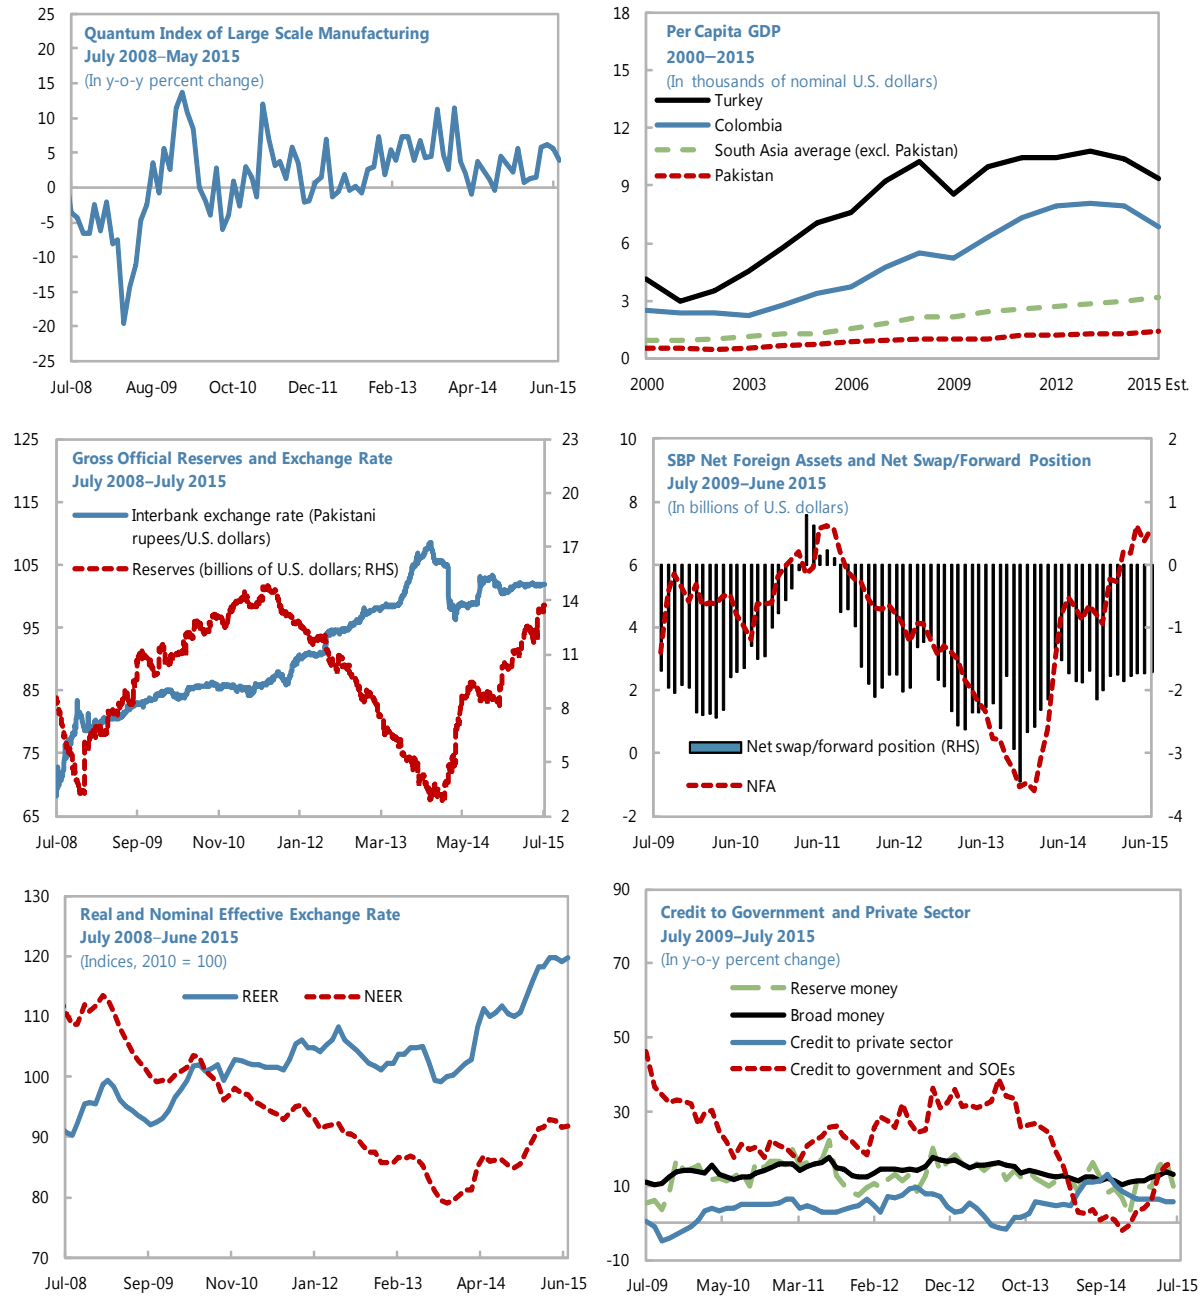 Quantum Index of Large Scale Manufacturing
July 2008–May 2015
(In y-o-y percent change)
25
20
15
10
5
0
-5
-10
-15
-20
-25
Jul-08 Aug-09 Oct-10 Dec-11 Feb-13 Apr-14 Jun-15
Per Capita GDP
2000–2015
(In thousands of nominal U.S. dollars)
Turkey
Colombia
South Asia average (excl. Pakistan)
Pakistan
18
15
12
9
6
3
0
2000 2003 2006 2009 2012 2015 Est.
Gross Official Reserves and Exchange Rate
July 2008–July 2015
Interbank exchange rate (Pakistani
rupees/U.S. dollars)
Reserves (billions of U.S. dollars; RHS)
125
115
105
95
85
75
65
23
20
17
14
11
8
5
2
Jul-08 Sep-09 Nov-10 Jan-12 Mar-13 May-14 Jul-15
SBP Net Foreign Assets and Net Swap/Forward Position
July 2009–June 2015
(In billions of U.S. dollars)
Net swap/forward position (RHS)
NFA
10
8
6
4
2
0
-2
2
1
0
-1
-2
-3
-4
Jul-09 Jun-10 Jun-11 Jun-12 Jun-13 Jun-14 Jun-15
Real and Nominal Effective Exchange Rate
July 2008–June 2015
(Indices, 2010 = 100)
REER NEER
130
120
110
100
90
80
70
Jul-08 Sep-09 Nov-10 Jan-12 Feb-13 Apr-14 Jun-15
Credit to Government and Private Sector
July 2009–July 2015
(In y-o-y percent change)
Reserve money
Broad money
Credit to private sector
Credit to government and SOEs
90
70
50
30
10
-10
Jul-09 May-10 Mar-11 Feb-12 Dec-12 Oct-13 Sep-14 Jul-15